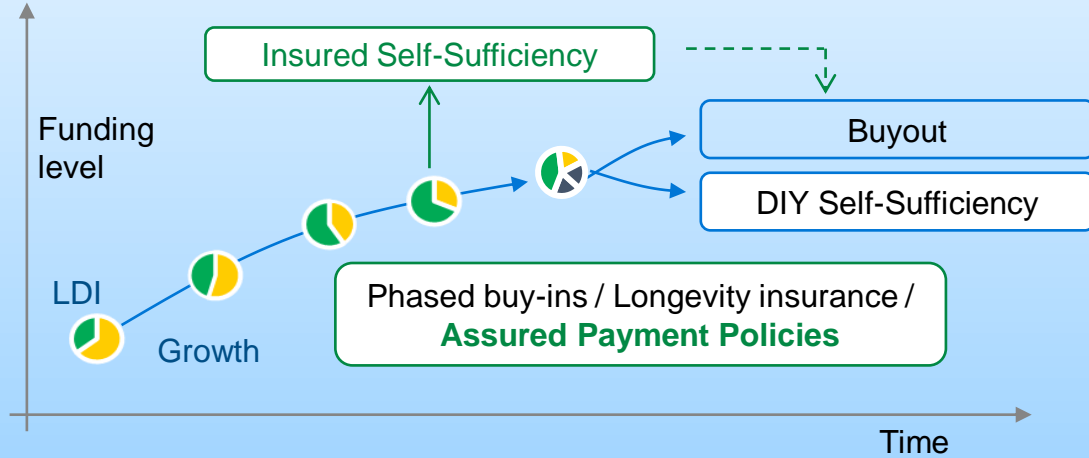 Insured Self-Sufficiency
Funding
level
Buyout
DIY Self-Sufficiency
LDI
Growth
Phased buy-ins / Longevity insurance /
Assured Payment Policies
Time